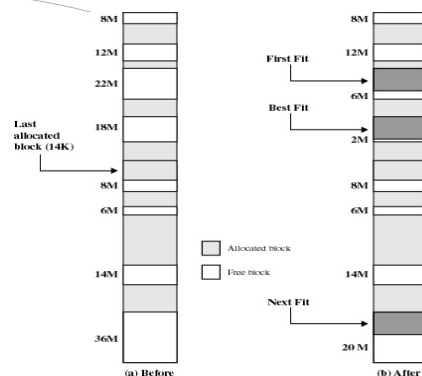 8M
12M
22M
18M
Last
allocated
block (14K)
8M
6M
14M
36M
(a) Before
Allocated block
Free block
8M
12M
First Fit
6M
Best Fit
2M
8M
6M
14M
Next Fit
20 M
(b) After